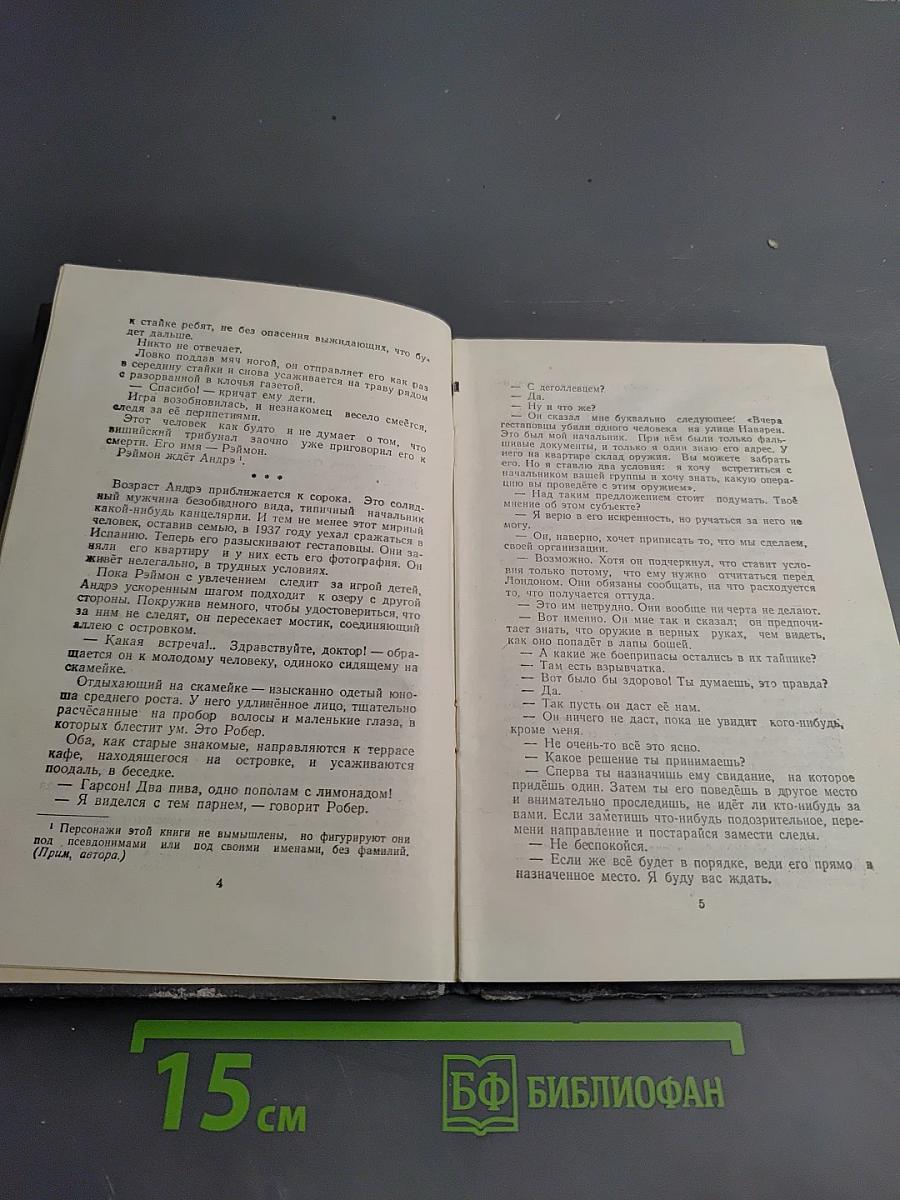 к стайке ребят, не без опасения выжидающих, что бу-
дет дальше.
Никто не отвечает.
Ловко поддав мяч ногой, он отправляет его как раз
в середину стайки и снова усаживается на траву рядом
с разорванной в клочья газетой.
— Спасибо! — кричат ему дети.
Игра возобновилась, и незнакомец весело смеётся,
следя за её перипетиями.
Этот человек как будто и не думает о том, что
вишийский трибунал заочно уже приговорил его к
смерти. Его имя — Рэймон.
Рэймон ждёт Андрэ ¹.
* * *
Возраст Андрэ приближается к сорока. Это солид-
ный мужчина безобидного вида, типичный начальник
какой-нибудь канцелярии. И тем не менее этот мирный
человек, оставив семью, в 1937 году уехал сражаться в
Испанию. Теперь его разыскивают гестаповцы. Они за-
няли его квартиру и у них есть его фотография. Он
живёт нелегально, в трудных условиях.
Пока Рэймон с увлечением следит за игрой детей,
Андрэ ускоренным шагом подходит к озеру с другой
стороны. Покружив немного, чтобы удостовериться, что
за ним не следят, он пересекает мостик, соединяющий
аллею с островком.
— Какая встреча!.. Здравствуйте, доктор! — обра-
щается он к молодому человеку, одиноко сидящему на
скамейке.
Отдыхающий на скамейке — изысканно одетый юно-
ша среднего роста. У него удлинённое лицо, тщательно
расчёсанные на пробор волосы и маленькие глаза, в
которых блестит ум. Это Робер.
Оба, как старые знакомые, направляются к террасе
кафе, находящегося на островке, и усаживаются
поодаль, в беседке.
— Гарсон! Два пива, одно пополам с лимонадом!
— Я виделся с тем парнем, — говорит Робер.
¹ Персонажи этой книги не вымышлены, но фигурируют они
под псевдонимами или под своими именами, без фамилий.
(Прим. автора.)
4
— С деголлевцем?
— Да.
— Ну и что же?
— Он сказал мне буквально следующее: «Вчера
гестаповцы убили одного человека на улице Наварен.
Это был мой начальник. При нём были только фаль-
шивые документы, и только я один знаю его адрес. У
него на квартире склад оружия. Вы можете забрать
его. Но я ставлю два условия: я хочу встретиться с
начальником вашей группы и хочу знать, какую опера-
цию вы проведёте с этим оружием».
— Над таким предложением стоит подумать. Твоё
мнение об этом субъекте?
— Я верю в его искренность, но ручаться за него не
могу.
— Он, наверно, хочет приписать то, что мы сделаем,
своей организации.
— Возможно. Хотя он подчеркнул, что ставит усло-
вия только потому, что ему нужно отчитаться перед
Лондоном. Они обязаны сообщать, на что расходуется
то, что получается оттуда.
— Это им нетрудно. Они вообще ни черта не делают.
— Вот именно. Он мне так и сказал; он предпочи-
тает знать, что оружие в верных руках, чем видеть,
как оно попадёт в лапы бошей.
— А какие же боеприпасы остались в их тайнике?
— Там есть взрывчатка.
— Вот было бы здорово! Ты думаешь, это правда?
— Да.
— Так пусть он даст её нам.
— Он ничего не даст, пока не увидит кого-нибудь,
кроме меня.
— Не очень-то всё это ясно.
— Какое решение ты принимаешь?
— Сперва ты назначишь ему свидание, на которое
придёшь один. Затем ты его поведёшь в другое место
и внимательно проследишь, не идёт ли кто-нибудь за
вами. Если заметишь что-нибудь подозрительное, пере-
мени направление и постарайся замести следы.
— Не беспокойся.
— Если же всё будет в порядке, веди его прямо в
назначенное место. Я буду вас ждать.
5
15 см
БФ БИБЛИОФАН